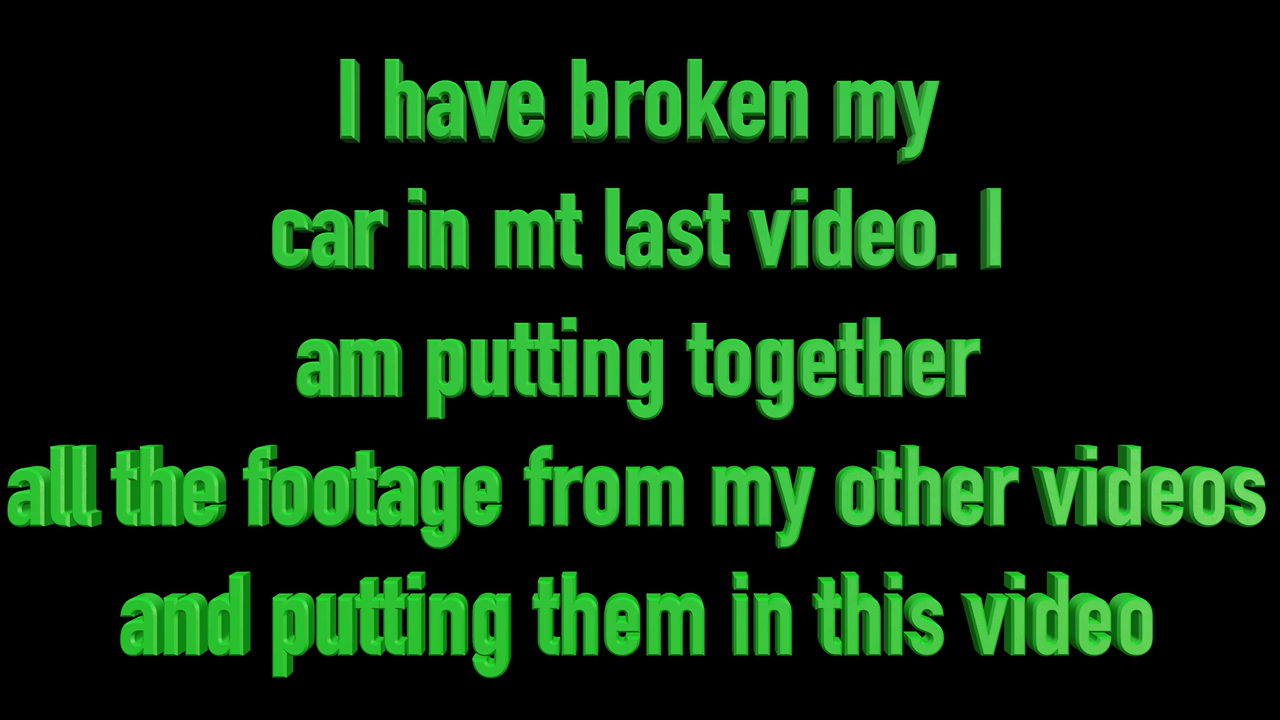 I have broken my
car in mt last video. I
am putting together
all the footage from my other videos
and putting them in this video